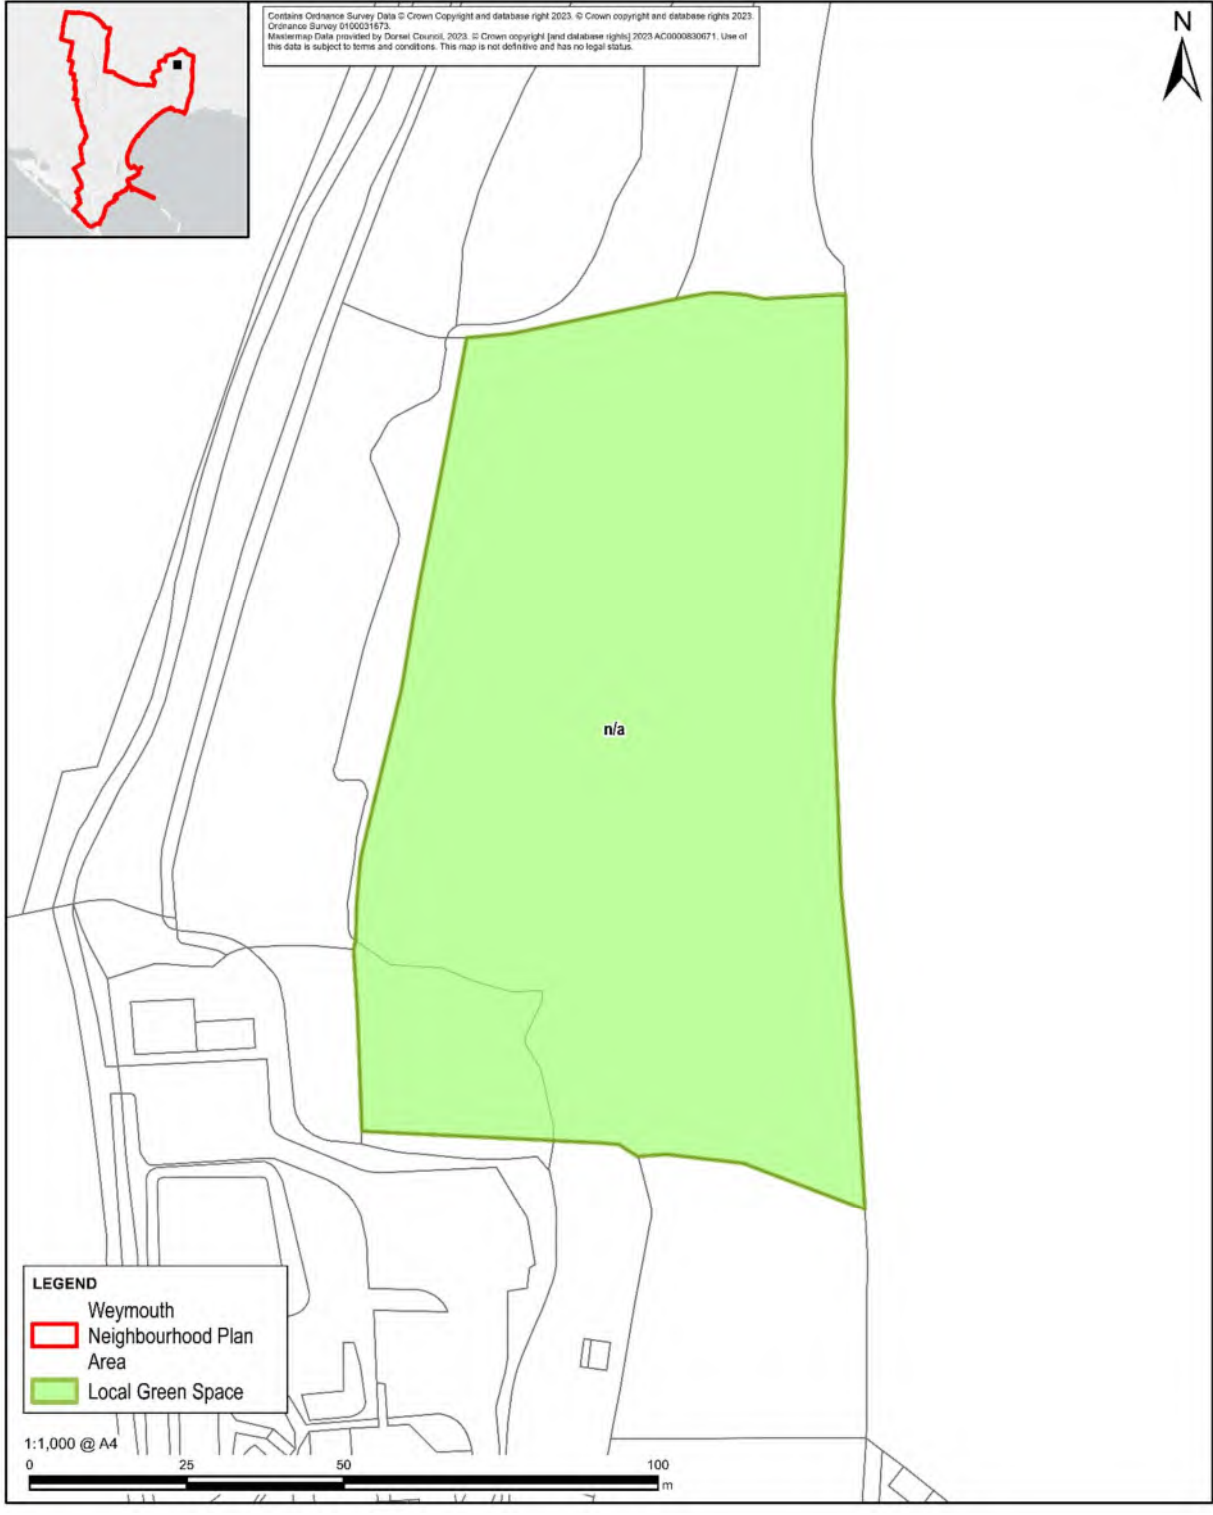 Contains Ordnance Survey Data © Crown Copyright and database right 2023. © Crown copyright and database rights 2023.
Ordnance Survey 0100031673.
Mastermap Data provided by Dorset Council, 2023. © Crown copyright [and database rights] 2023 AC0000830671. Use of
this data is subject to terms and conditions. This map is not definitive and has no legal status.
N
n/a
LEGEND
Weymouth
Neighbourhood Plan
Area
Local Green Space
1:1,000 @ A4
0 25 50 100
m